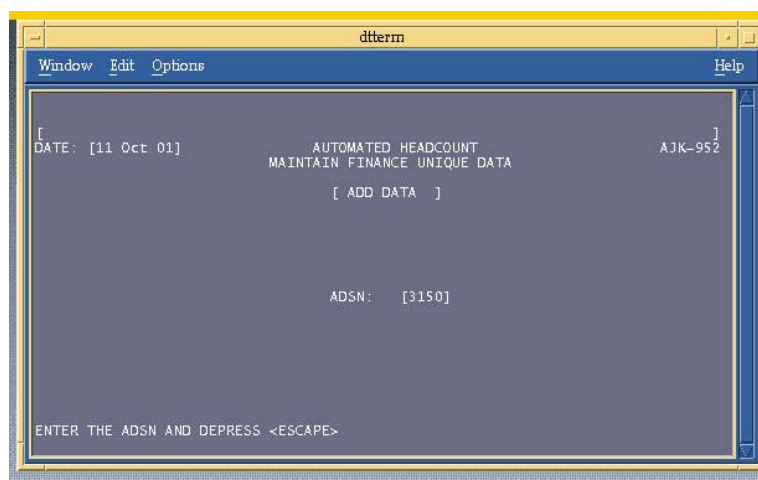 dtterm
Window Edit Options Help
[ ]
DATE: [11 Oct 01] AUTOMATED HEADCOUNT AJK-952
MAINTAIN FINANCE UNIQUE DATA
[ ADD DATA ]
ADSN: [3150]
ENTER THE ADSN AND DEPRESS <ESCAPE>